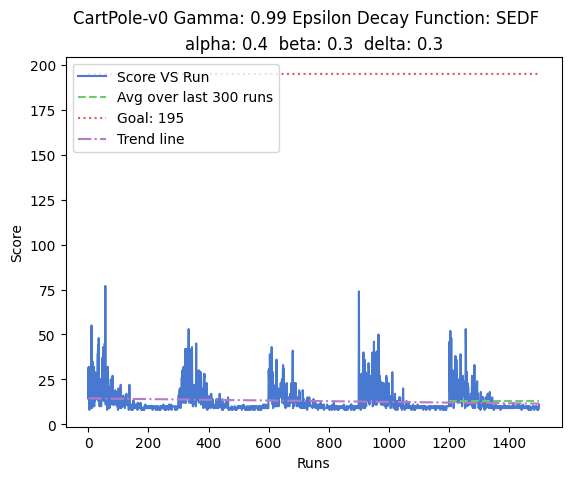 CartPole-v0 Gamma: 0.99 Epsilon Decay Function: SEDF
alpha: 0.4 beta: 0.3 delta: 0.3
Score VS Run
Avg over last 300 runs
Goal: 195
Trend line
200
175
150
125
100
75
50
25
0
Score
0 200 400 600 800 1000 1200 1400
Runs